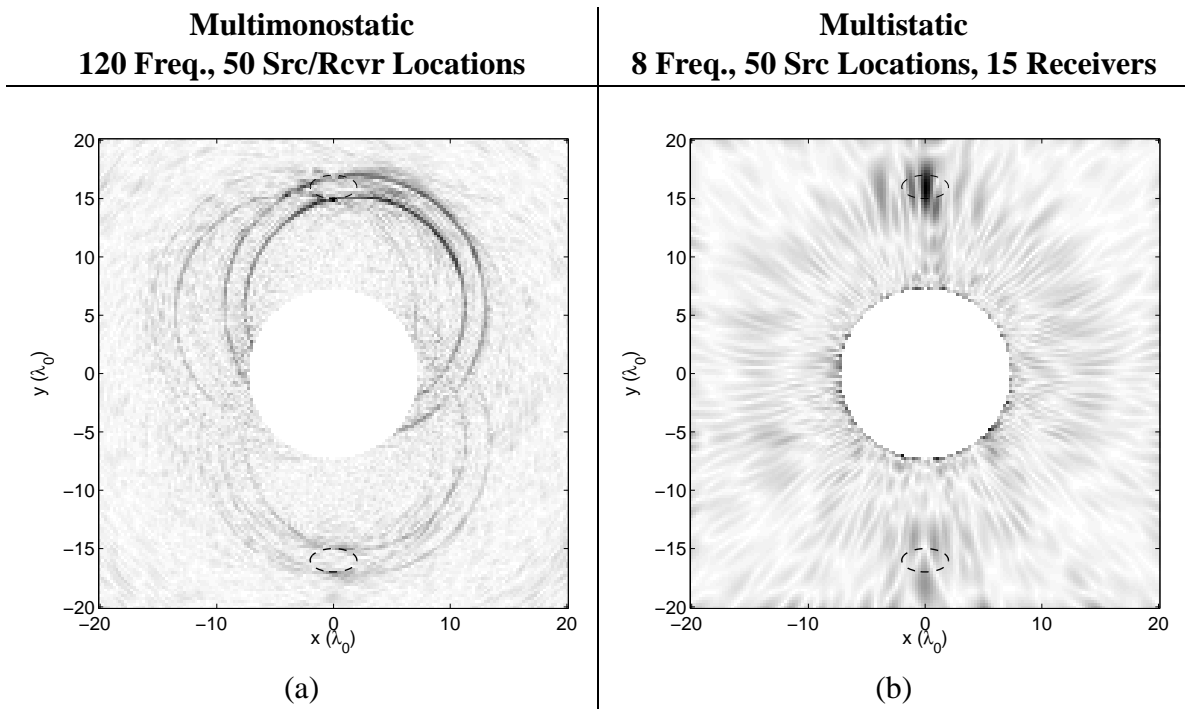 Multimonostatic
120 Freq., 50 Src/Rcvr Locations
Multistatic
8 Freq., 50 Src Locations, 15 Receivers
20
15
10
5
0
−5
−10
−15
−20
y (λ0)
−20
−10
0
10
20
x (λ0)
(a)
20
15
10
5
0
−5
−10
−15
−20
y (λ0)
−20
−10
0
10
20
x (λ0)
(b)